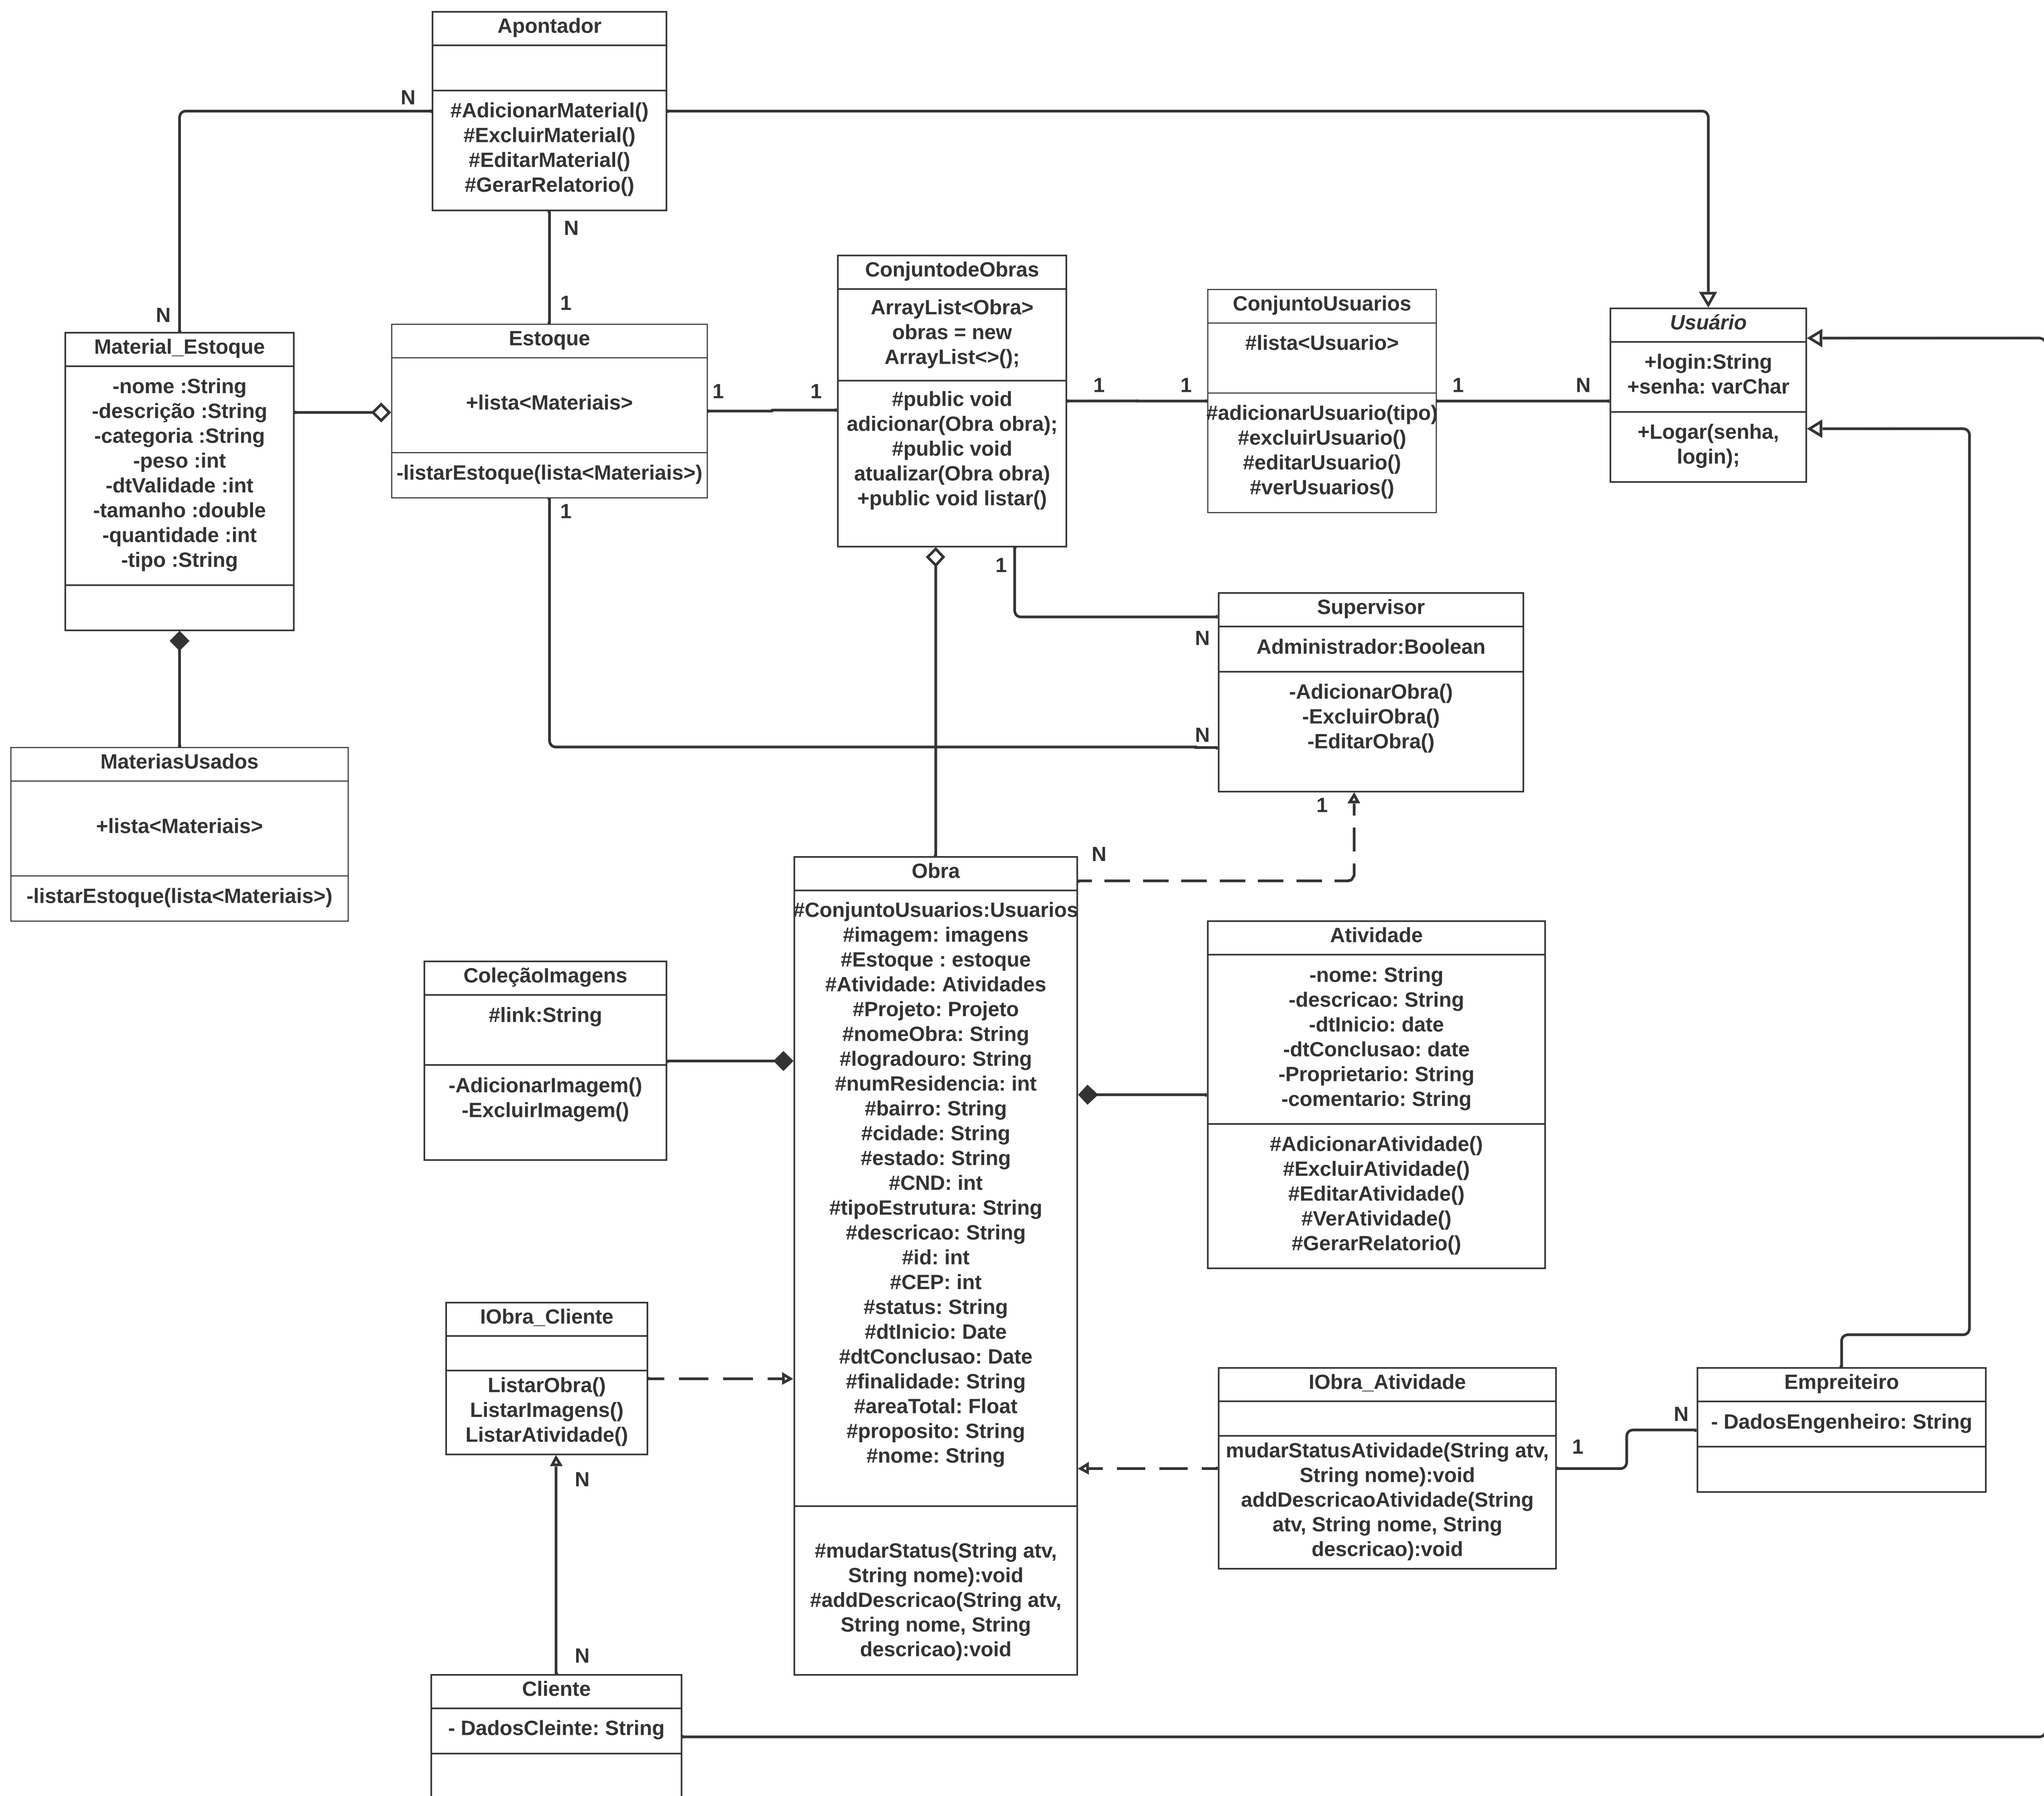 Apontador
#AdicionarMaterial()
#ExcluirMaterial()
#EditarMaterial()
#GerarRelatorio()
N
N
1
N
Material_Estoque
-nome :String
-descrição :String
-categoria :String
-peso :int
-dtValidade :int
-tamanho :double
-quantidade :int
-tipo :String
Estoque
+lista<Materiais>
-listarEstoque(lista<Materiais>)
1
1
1
ConjuntodeObras
ArrayList<Obra>
obras = new
ArrayList<>();
#public void
adicionar(Obra obra);
#public void
atualizar(Obra obra)
+public void listar()
1
1
1
ConjuntoUsuarios
#lista<Usuario>
#adicionarUsuario(tipo)
#excluirUsuario()
#editarUsuario()
#verUsuarios()
1
N
Usuário
+login:String
+senha: varChar
+Logar(senha,
login);
Supervisor
Administrador:Boolean
-AdicionarObra()
-ExcluirObra()
-EditarObra()
N
N
1
N
MateriasUsados
+lista<Materiais>
-listarEstoque(lista<Materiais>)
Obra
#ConjuntoUsuarios:Usuarios
#imagem: imagens
#Estoque : estoque
#Atividade: Atividades
#Projeto: Projeto
#nomeObra: String
#logradouro: String
#numResidencia: int
#bairro: String
#cidade: String
#estado: String
#CND: int
#tipoEstrutura: String
#descricao: String
#id: int
#CEP: int
#status: String
#dtInicio: Date
#dtConclusao: Date
#finalidade: String
#areaTotal: Float
#proposito: String
#nome: String
#mudarStatus(String atv,
String nome):void
#addDescricao(String atv,
String nome, String
descricao):void
ColeçãoImagens
#link:String
-AdicionarImagem()
-ExcluirImagem()
Atividade
-nome: String
-descricao: String
-dtInicio: date
-dtConclusao: date
-Proprietario: String
-comentario: String
#AdicionarAtividade()
#ExcluirAtividade()
#EditarAtividade()
#VerAtividade()
#GerarRelatorio()
IObra_Cliente
ListarObra()
ListarImagens()
ListarAtividade()
N
N
IObra_Atividade
mudarStatusAtividade(String atv,
String nome):void
addDescricaoAtividade(String
atv, String nome, String
descricao):void
1
N
Empreiteiro
- DadosEngenheiro: String
Cliente
- DadosCleinte: String